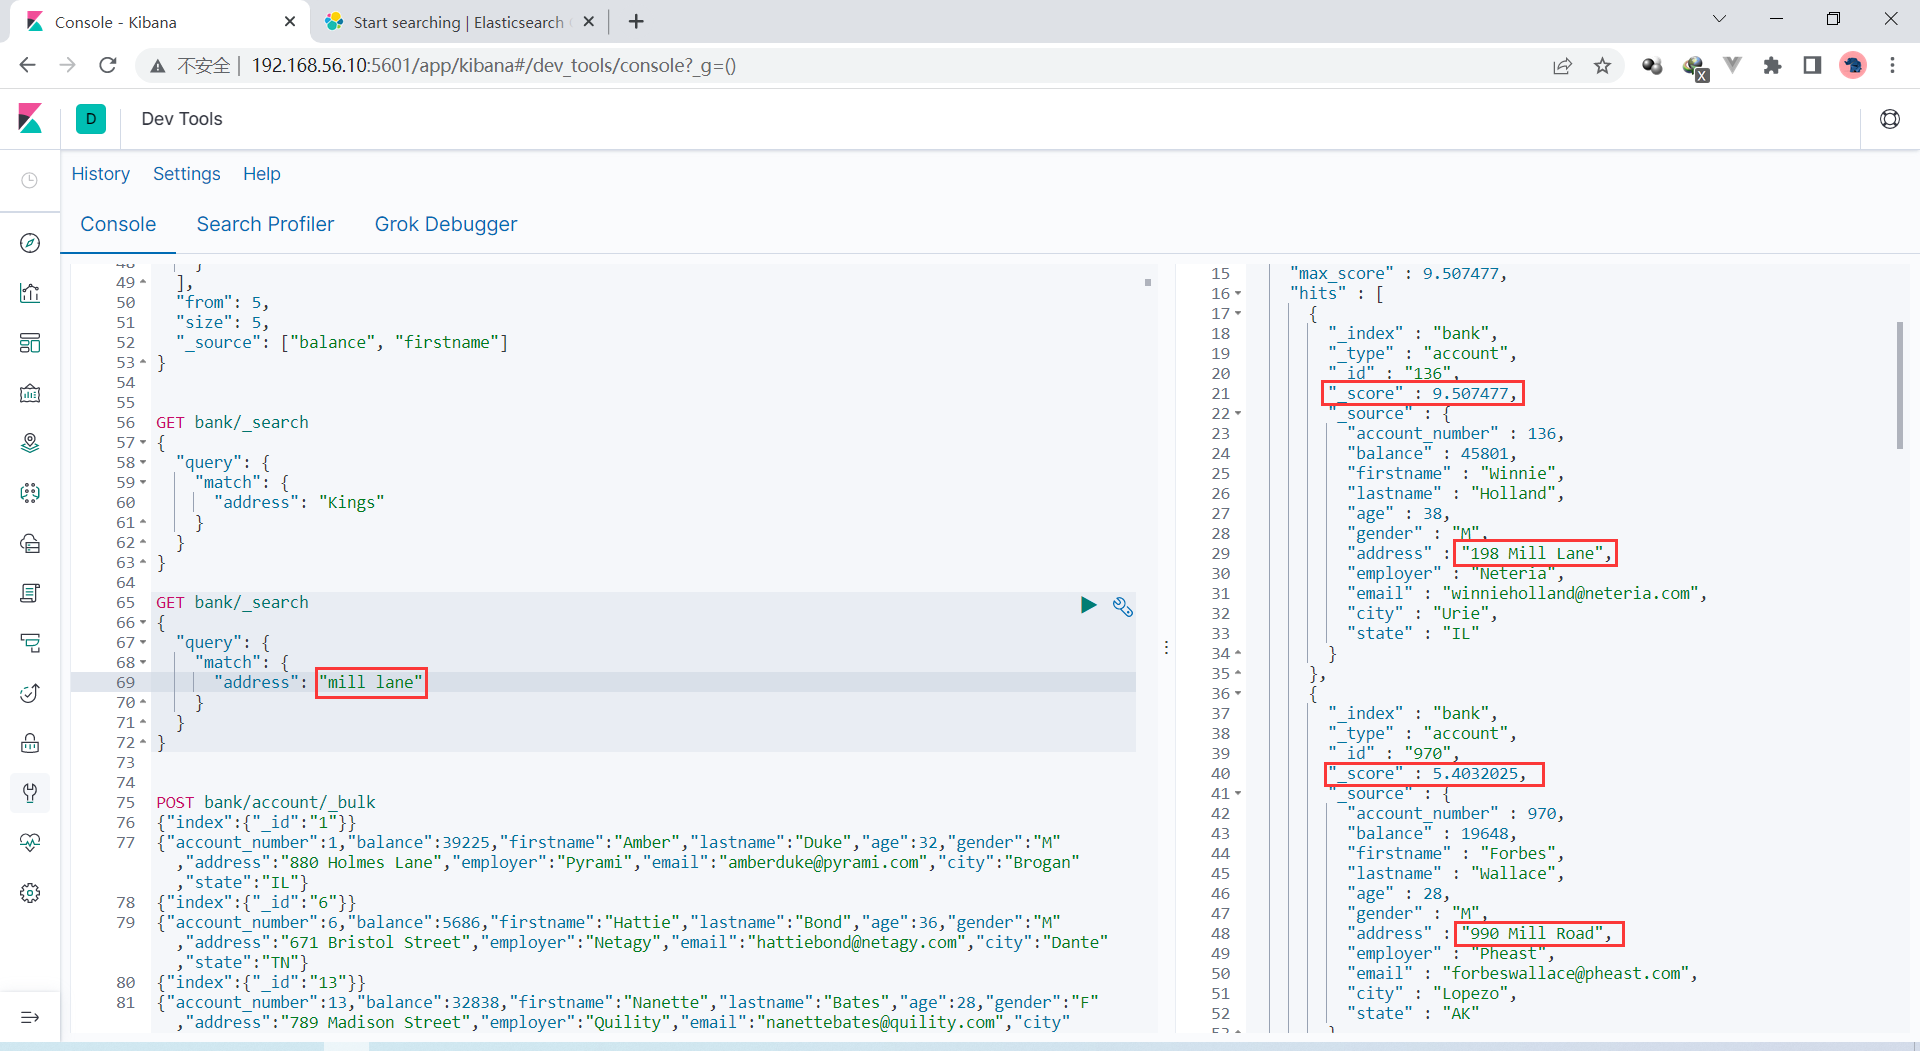 Console - Kibana
Start searching | Elasticsearch
不安全 | 192.168.56.10:5601/app/kibana#/dev_tools/console?_g=()
X
D
Dev Tools
History Settings Help
Console Search Profiler Grok Debugger
48 }
49 ],
50 "from": 5,
51 "size": 5,
52 "_source": ["balance", "firstname"]
53 }
54
55
56 GET bank/_search
57 {
58 "query": {
59 "match": {
60 "address": "Kings"
61 }
62 }
63 }
64
65 GET bank/_search
66 {
67 "query": {
68 "match": {
69 "address": "mill lane"
70 }
71 }
72 }
73
74
75 POST bank/account/_bulk
76 {"index":{"_id":"1"}}
77 {"account_number":1,"balance":39225,"firstname":"Amber","lastname":"Duke","age":32,"gender":"M"
,"address":"880 Holmes Lane","employer":"Pyrami","email":"amberduke@pyrami.com","city":"Brogan"
,"state":"IL"}
78 {"index":{"_id":"6"}}
79 {"account_number":6,"balance":5686,"firstname":"Hattie","lastname":"Bond","age":36,"gender":"M"
,"address":"671 Bristol Street","employer":"Netagy","email":"hattiebond@netagy.com","city":"Dante"
,"state":"TN"}
80 {"index":{"_id":"13"}}
81 {"account_number":13,"balance":32838,"firstname":"Nanette","lastname":"Bates","age":28,"gender":"F"
,"address":"789 Madison Street","employer":"Quility","email":"nanettebates@quility.com","city"
15 "max_score" : 9.507477,
16 "hits" : [
17 {
18 "_index" : "bank",
19 "_type" : "account",
20 "_id" : "136",
21 "_score" : 9.507477,
22 "_source" : {
23 "account_number" : 136,
24 "balance" : 45801,
25 "firstname" : "Winnie",
26 "lastname" : "Holland",
27 "age" : 38,
28 "gender" : "M",
29 "address" : "198 Mill Lane",
30 "employer" : "Neteria",
31 "email" : "winnieholland@neteria.com",
32 "city" : "Urie",
33 "state" : "IL"
34 }
35 },
36 {
37 "_index" : "bank",
38 "_type" : "account",
39 "_id" : "970",
40 "_score" : 5.4032025,
41 "_source" : {
42 "account_number" : 970,
43 "balance" : 19648,
44 "firstname" : "Forbes",
45 "lastname" : "Wallace",
46 "age" : 28,
47 "gender" : "M",
48 "address" : "990 Mill Road",
49 "employer" : "Pheast",
50 "email" : "forbeswallace@pheast.com",
51 "city" : "Lopezo",
52 "state" : "AK"
53 }